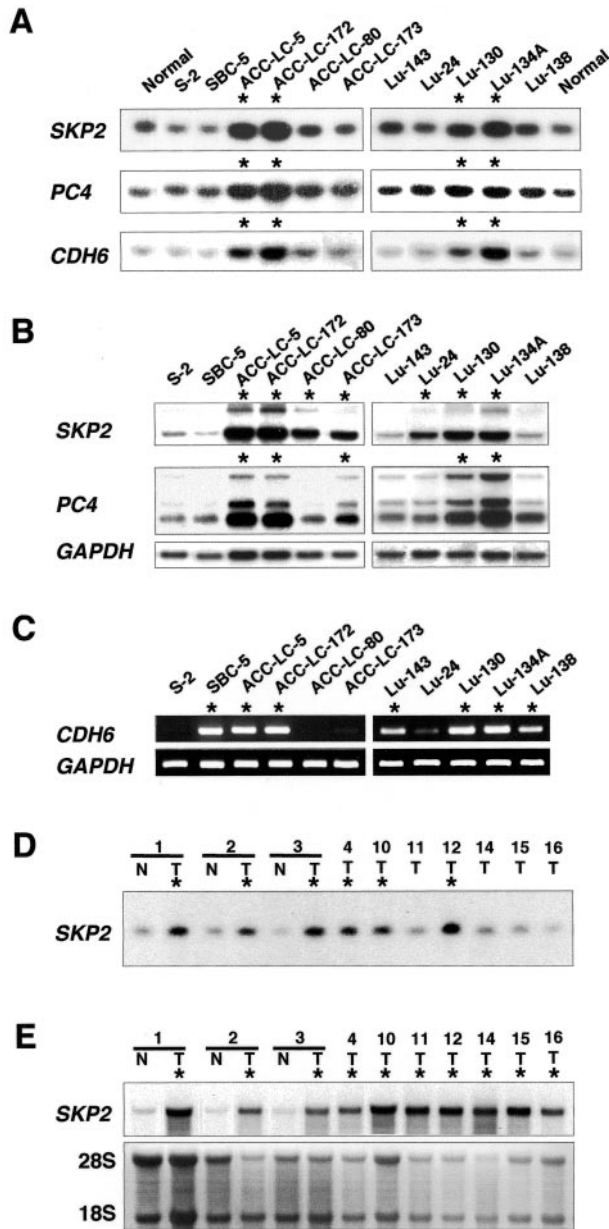 A
Normal S-2 SBC-5 ACC-LC-5 ACC-LC-172 ACC-LC-80 ACC-LC-173 Lu-143 Lu-24 Lu-130 Lu-134A Lu-138 Normal
* * * *
SKP2
* * * *
PC4
* * * *
CDH6
B
S-2 SBC-5 ACC-LC-5 ACC-LC-172 ACC-LC-80 ACC-LC-173 Lu-143 Lu-24 Lu-130 Lu-134A Lu-138
* * * * * * *
SKP2
* * * * *
PC4
GAPDH
C
S-2 SBC-5 ACC-LC-5 ACC-LC-172 ACC-LC-80 ACC-LC-173 Lu-143 Lu-24 Lu-130 Lu-134A Lu-138
* * * * * * *
CDH6
GAPDH
D
1 2 3 4 10 11 12 14 15 16
N T N T N T T T T T T T T
* * * * * *
SKP2
E
1 2 3 4 10 11 12 14 15 16
N T N T N T T T T T T T T
* * * * * * * * * *
SKP2
28S
18S